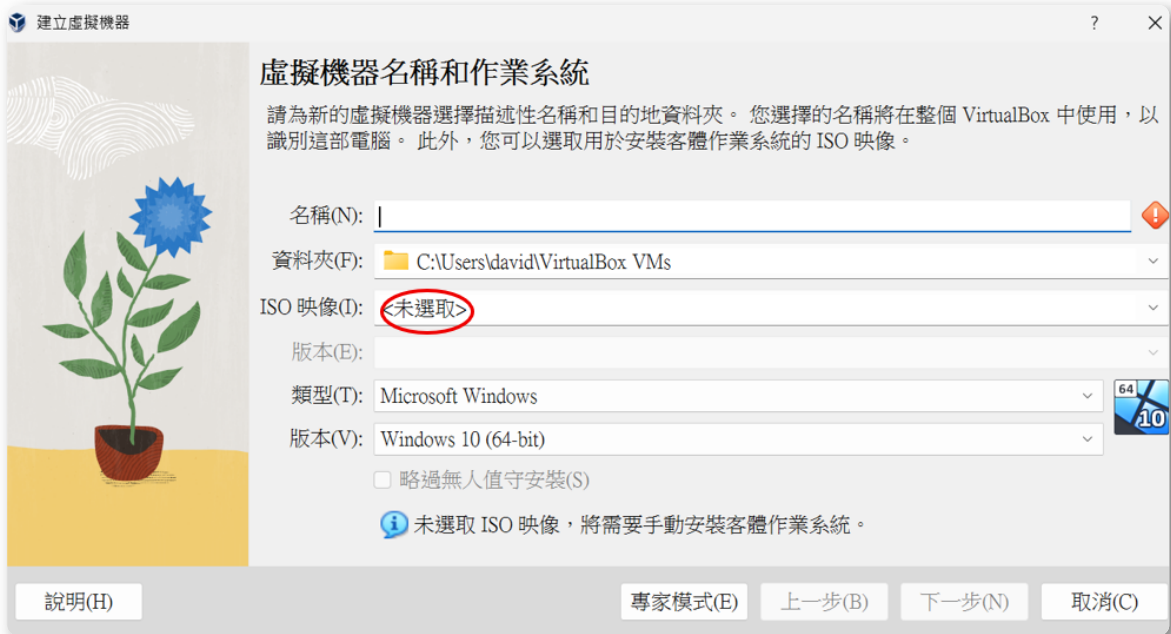 建立虛擬機器 ?
虛擬機器名稱和作業系統
請為新的虛擬機器選擇描述性名稱和目的地資料夾。 您選擇的名稱將在整個 VirtualBox 中使用，以
識別這部電腦。 此外，您可以選取用於安裝客體作業系統的 ISO 映像。
名稱(N):
資料夾(F): C:\Users\david\VirtualBox VMs
ISO 映像(I): <未選取>
版本(E):
類型(T): Microsoft Windows
64
10
版本(V): Windows 10 (64-bit)
略過無人值守安裝(S)
未選取 ISO 映像，將需要手動安裝客體作業系統。
說明(H) 專家模式(E) 上一步(B) 下一步(N) 取消(C)